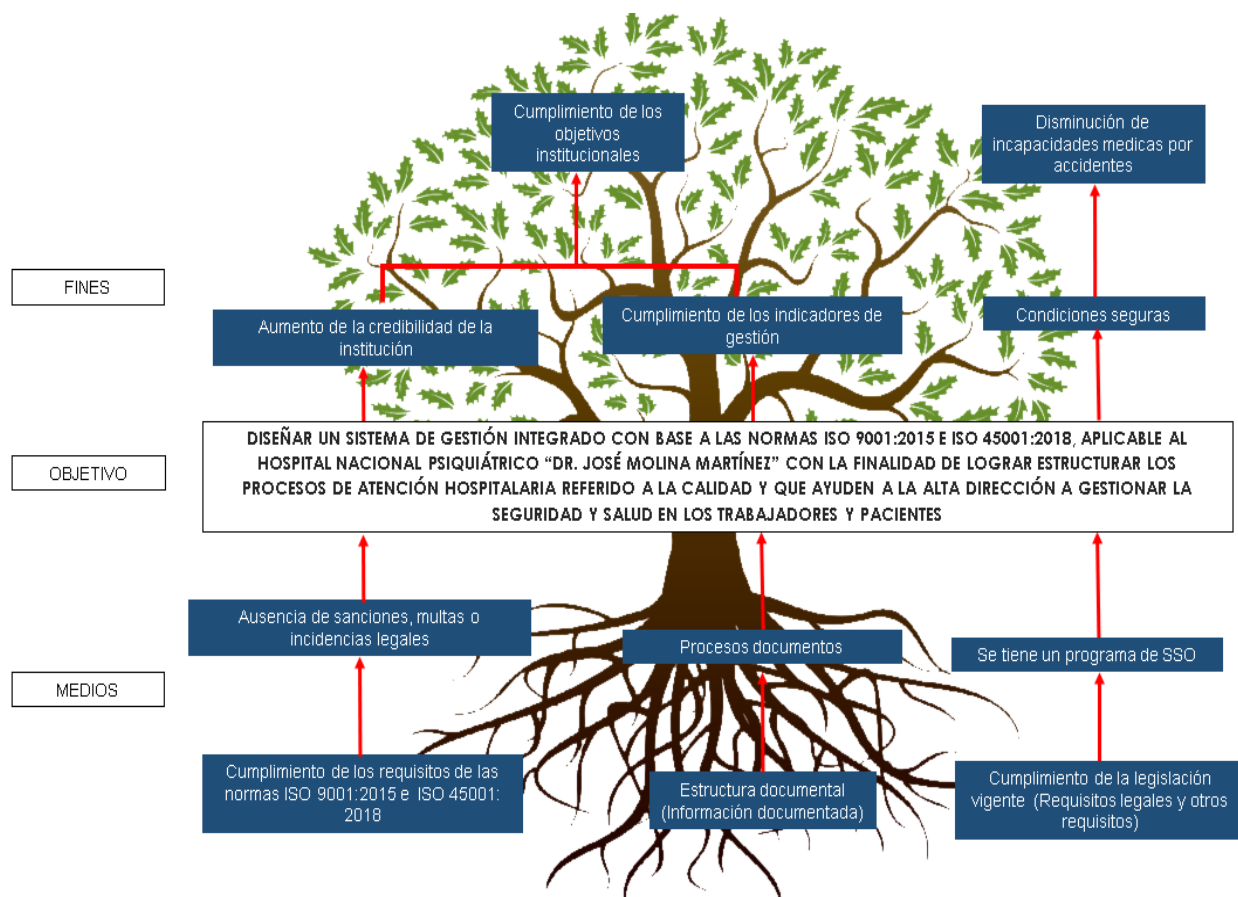 Cumplimiento de los
objetivos
institucionales
Disminución de
incapacidades medicas por
accidentes
FINES
Aumento de la credibilidad de la
institución
Cumplimiento de los indicadores de
gestión
Condiciones seguras
OBJETIVO
DISEÑAR UN SISTEMA DE GESTIÓN INTEGRADO CON BASE A LAS NORMAS ISO 9001:2015 E ISO 45001:2018, APLICABLE AL
HOSPITAL NACIONAL PSIQUIÁTRICO “DR. JOSÉ MOLINA MARTÍNEZ” CON LA FINALIDAD DE LOGRAR ESTRUCTURAR LOS
PROCESOS DE ATENCIÓN HOSPITALARIA REFERIDO A LA CALIDAD Y QUE AYUDEN A LA ALTA DIRECCIÓN A GESTIONAR LA
SEGURIDAD Y SALUD EN LOS TRABAJADORES Y PACIENTES
Ausencia de sanciones, multas o
incidencias legales
Procesos documentos
Se tiene un programa de SSO
MEDIOS
Cumplimiento de los requisitos de las
normas ISO 9001:2015 e ISO 45001:
2018
Estructura documental
(Información documentada)
Cumplimiento de la legislación
vigente (Requisitos legales y otros
requisitos)